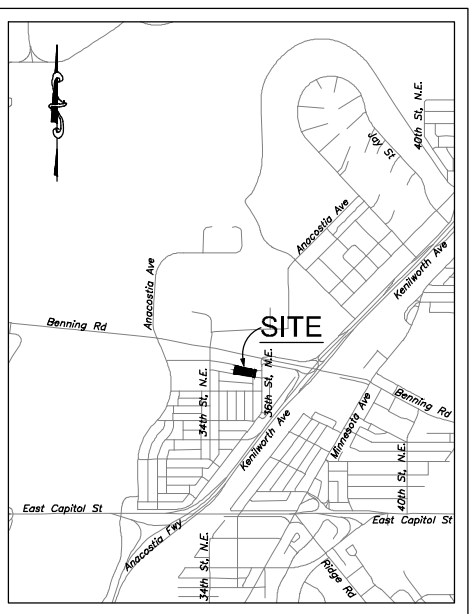 40th St, N.E.
Jay St
Anacostia Ave
Kenilworth Ave
Anacostia Ave
Benning Rd
SITE
34th St, N.E.
36th St, N.E.
Kenilworth Ave
Minnesota Ave
Benning Rd
40th St, N.E.
East Capitol St
East Capitol St
Anacostia Fwy
34th St, N.E.
Ridge Rd